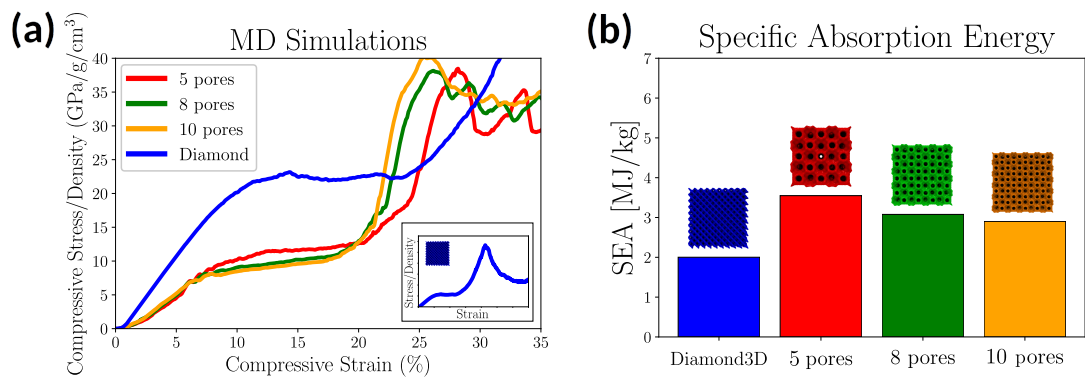 (a)
MD Simulations
Compressive Stress/Density (GPa/g/cm³)
40
35
30
25
20
15
10
5
0
5 pores
8 pores
10 pores
Diamond
Stress/Density
Strain
0 5 10 15 20 25 30 35
Compressive Strain (%)
(b)
Specific Absorption Energy
SEA [MJ/kg]
7
6
5
4
3
2
1
0
Diamond3D 5 pores 8 pores 10 pores